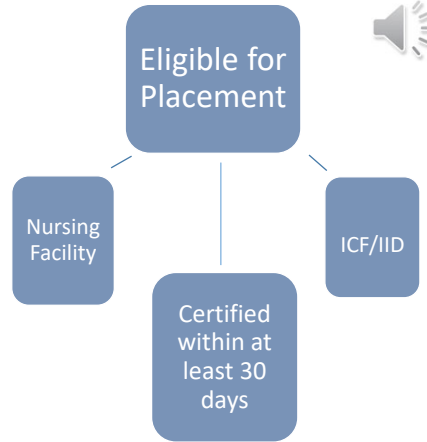 Eligible for
Placement
Nursing
Facility
ICF/IID
Certified
within at
least 30
days